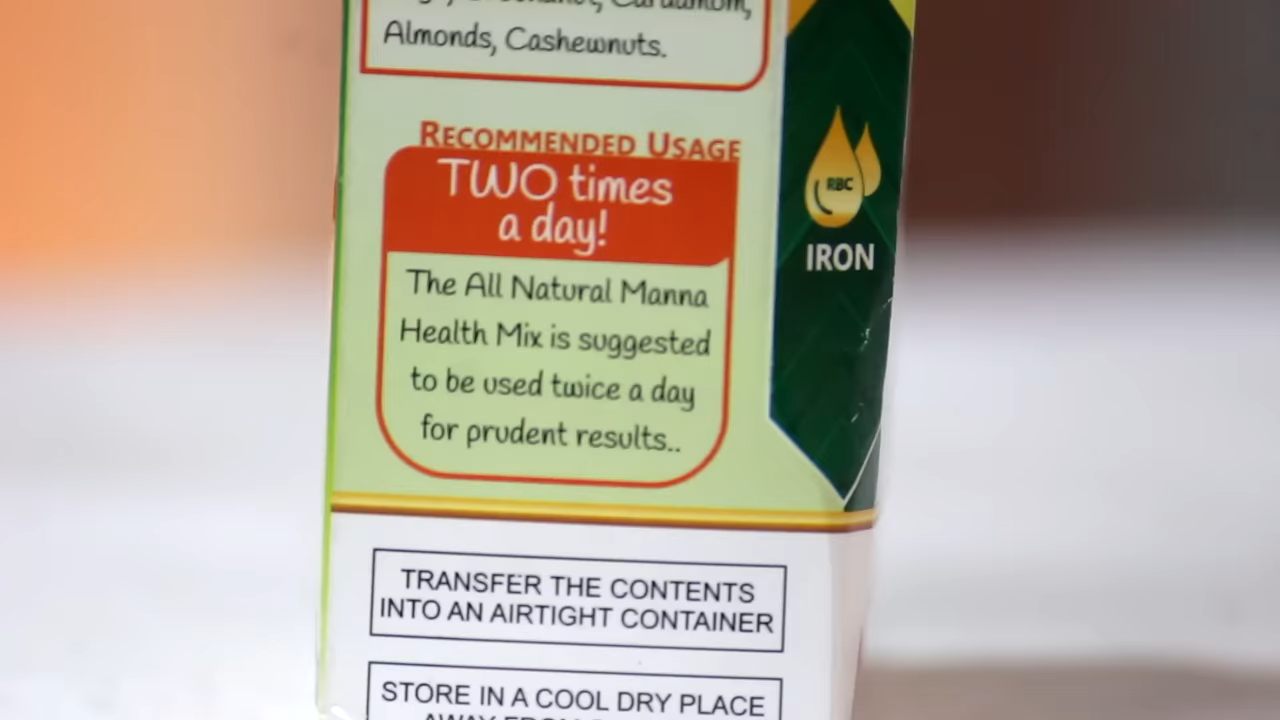 Almonds, Cashewnuts.
RECOMMENDED USAGE
TWO times
a day!
The All Natural Manna
Health Mix is suggested
to be used twice a day
for prudent results..
RBC
IRON
TRANSFER THE CONTENTS
INTO AN AIRTIGHT CONTAINER
STORE IN A COOL DRY PLACE